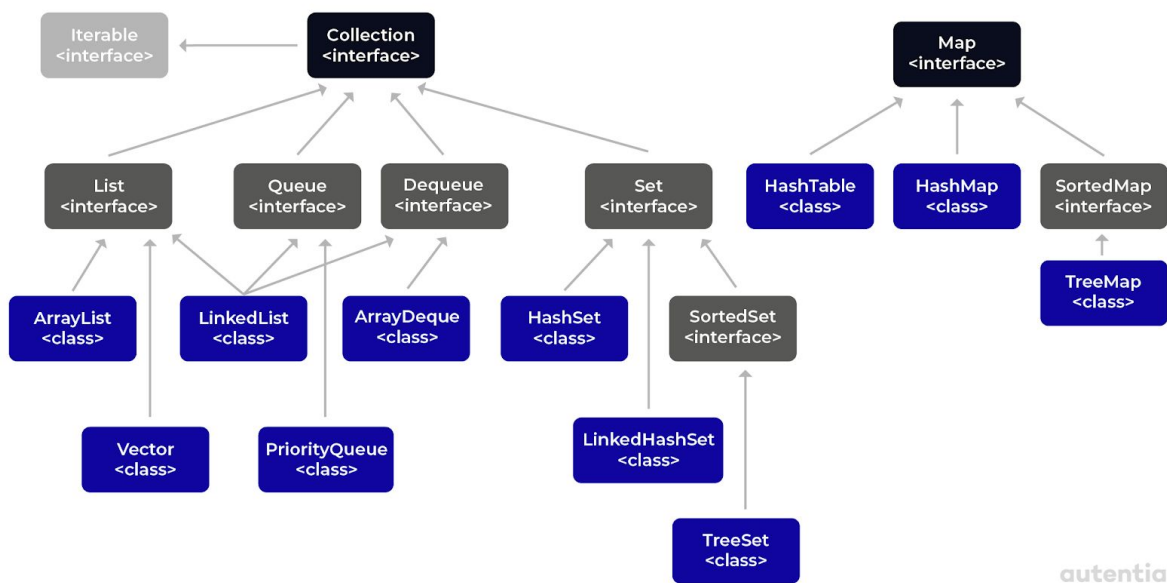 Iterable
<interface>
Collection
<interface>
Map
<interface>
List
<interface>
Queue
<interface>
Dequeue
<interface>
Set
<interface>
HashTable
<class>
HashMap
<class>
SortedMap
<interface>
ArrayList
<class>
LinkedList
<class>
ArrayDeque
<class>
HashSet
<class>
SortedSet
<interface>
TreeMap
<class>
Vector
<class>
PriorityQueue
<class>
LinkedHashSet
<class>
TreeSet
<class>
autentia